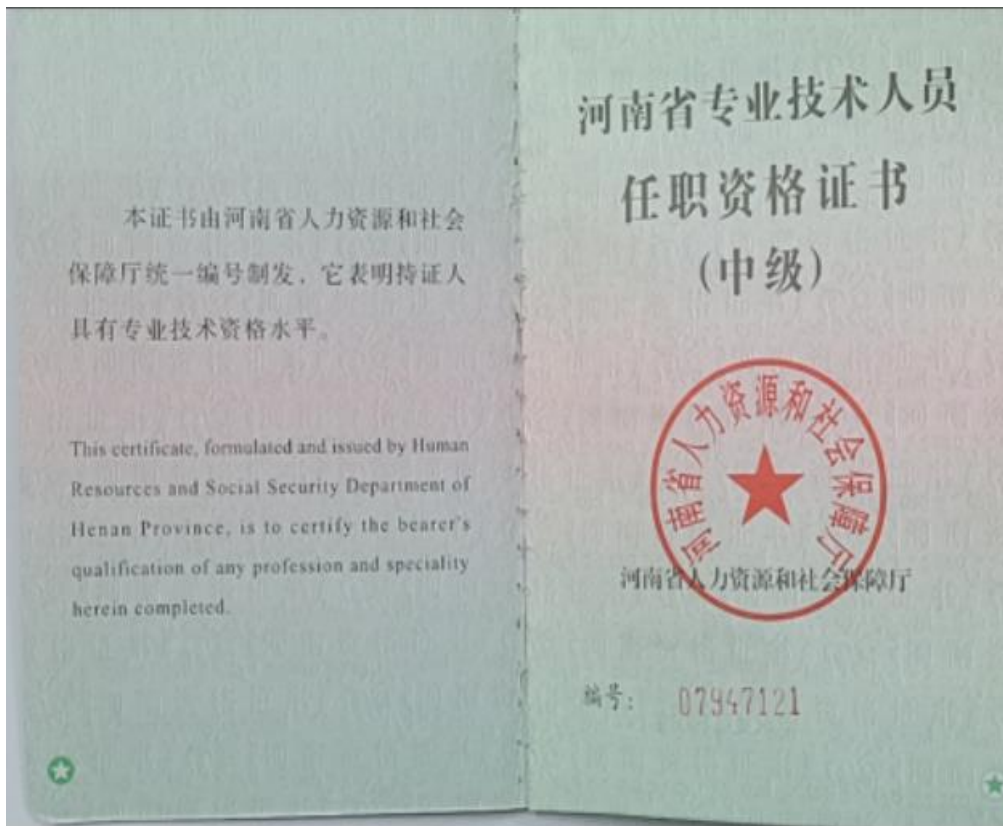 本证书由河南省人力资源和社会
保障厅统一编号制发，它表明持证人
具有专业技术资格水平。
This certificate, formulated and issued by Human
Resources and Social Security Department of
Henan Province, is to certify the bearer's
qualification of any profession and speciality
herein completed.
河南省专业技术人员
任职资格证书
(中级)
河南省人力资源和社会保障厅
河南省人力资源和社会保障厅
编号: 07947121